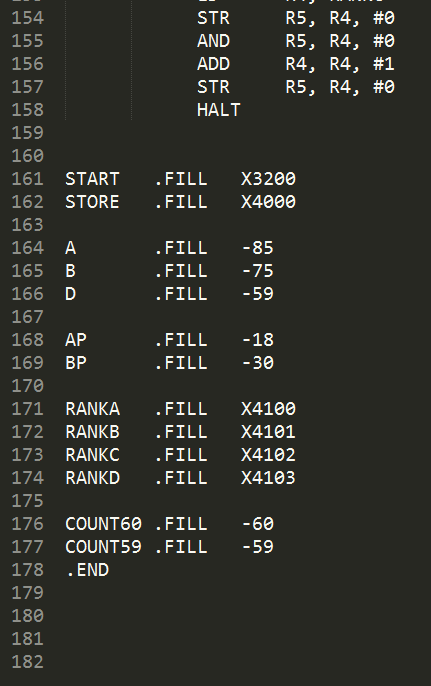 154 STR R5, R4, #0
155 AND R5, R4, #0
156 ADD R4, R4, #1
157 STR R5, R4, #0
158 HALT
159
160
161 START .FILL X3200
162 STORE .FILL X4000
163
164 A .FILL -85
165 B .FILL -75
166 D .FILL -59
167
168 AP .FILL -18
169 BP .FILL -30
170
171 RANKA .FILL X4100
172 RANKB .FILL X4101
173 RANKC .FILL X4102
174 RANKD .FILL X4103
175
176 COUNT60 .FILL -60
177 COUNT59 .FILL -59
178 .END
179
180
181
182